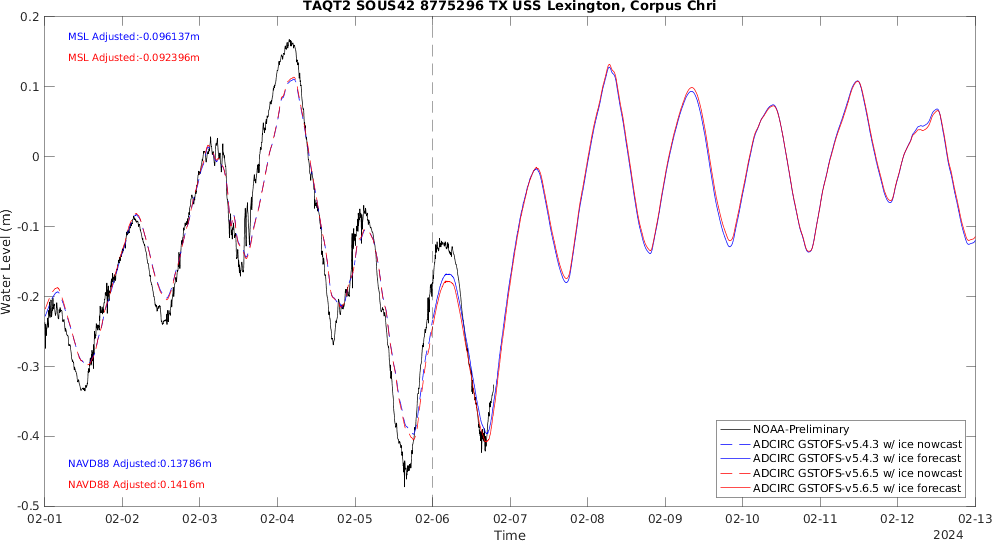 TAQT2 SOUS42 8775296 TX USS Lexington, Corpus Chri
MSL Adjusted:-0.096137m
MSL Adjusted:-0.092396m
0.2
0.1
0
-0.1
-0.2
-0.3
-0.4
-0.5
Water Level (m)
NAVD88 Adjusted:0.13786m
NAVD88 Adjusted:0.1416m
NOAA-Preliminary
ADCIRC GSTOFS-v5.4.3 w/ ice nowcast
ADCIRC GSTOFS-v5.4.3 w/ ice forecast
ADCIRC GSTOFS-v5.6.5 w/ ice nowcast
ADCIRC GSTOFS-v5.6.5 w/ ice forecast
02-01 02-02 02-03 02-04 02-05 02-06 02-07 02-08 02-09 02-10 02-11 02-12 02-13
Time
2024